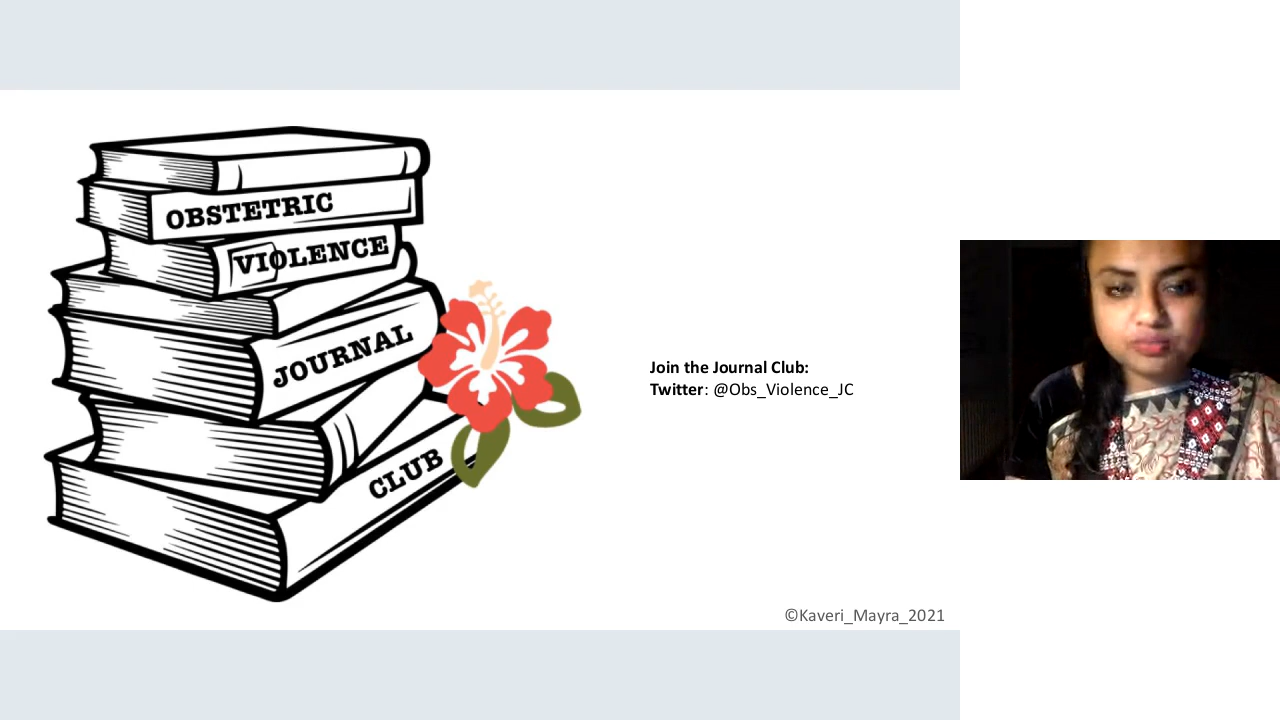 OBSTETRIC
VIOLENCE
JOURNAL
CLUB
Join the Journal Club:
Twitter: @Obs_Violence_JC
©Kaveri_Mayra_2021